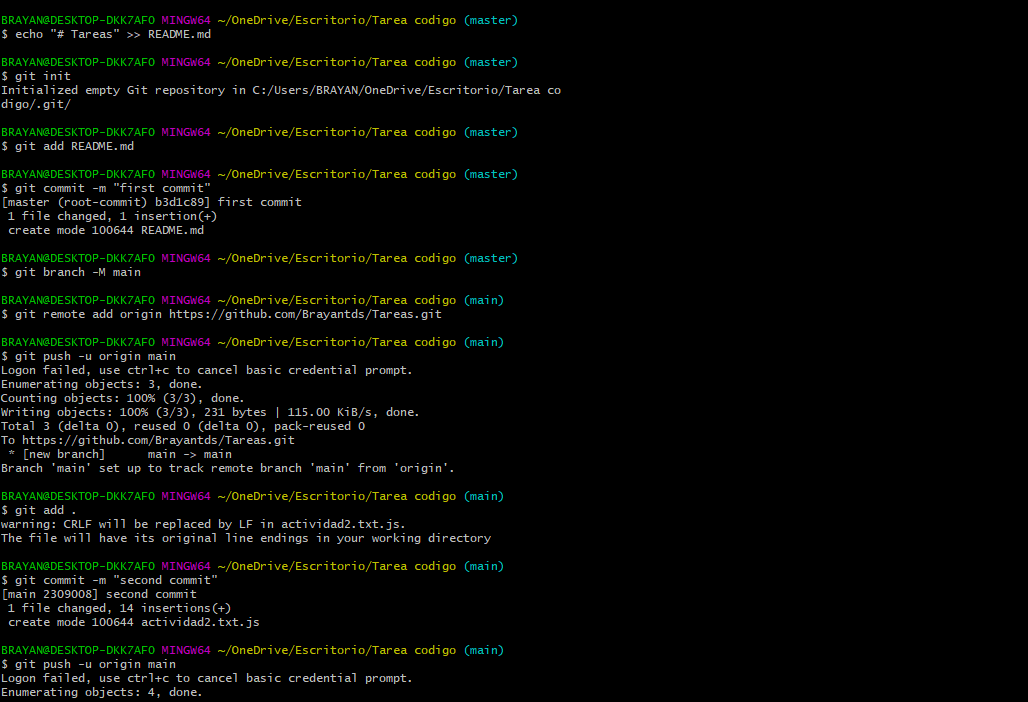 BRAYAN@DESKTOP-DKK7AFO MINGW64 ~/OneDrive/Escritorio/Tarea codigo (master)
$ echo "# Tareas" >> README.md
BRAYAN@DESKTOP-DKK7AFO MINGW64 ~/OneDrive/Escritorio/Tarea codigo (master)
$ git init
Initialized empty Git repository in C:/Users/BRAYAN/OneDrive/Escritorio/Tarea co
digo/.git/
BRAYAN@DESKTOP-DKK7AFO MINGW64 ~/OneDrive/Escritorio/Tarea codigo (master)
$ git add README.md
BRAYAN@DESKTOP-DKK7AFO MINGW64 ~/OneDrive/Escritorio/Tarea codigo (master)
$ git commit -m "first commit"
[master (root-commit) b3d1c89] first commit
 1 file changed, 1 insertion(+)
 create mode 100644 README.md
BRAYAN@DESKTOP-DKK7AFO MINGW64 ~/OneDrive/Escritorio/Tarea codigo (master)
$ git branch -M main
BRAYAN@DESKTOP-DKK7AFO MINGW64 ~/OneDrive/Escritorio/Tarea codigo (main)
$ git remote add origin https://github.com/Brayantds/Tareas.git
BRAYAN@DESKTOP-DKK7AFO MINGW64 ~/OneDrive/Escritorio/Tarea codigo (main)
$ git push -u origin main
Logon failed, use ctrl+c to cancel basic credential prompt.
Enumerating objects: 3, done.
Counting objects: 100% (3/3), done.
Writing objects: 100% (3/3), 231 bytes | 115.00 KiB/s, done.
Total 3 (delta 0), reused 0 (delta 0), pack-reused 0
To https://github.com/Brayantds/Tareas.git
 * [new branch]      main -> main
Branch 'main' set up to track remote branch 'main' from 'origin'.
BRAYAN@DESKTOP-DKK7AFO MINGW64 ~/OneDrive/Escritorio/Tarea codigo (main)
$ git add .
warning: CRLF will be replaced by LF in actividad2.txt.js.
The file will have its original line endings in your working directory
BRAYAN@DESKTOP-DKK7AFO MINGW64 ~/OneDrive/Escritorio/Tarea codigo (main)
$ git commit -m "second commit"
[main 2309008] second commit
 1 file changed, 14 insertions(+)
 create mode 100644 actividad2.txt.js
BRAYAN@DESKTOP-DKK7AFO MINGW64 ~/OneDrive/Escritorio/Tarea codigo (main)
$ git push -u origin main
Logon failed, use ctrl+c to cancel basic credential prompt.
Enumerating objects: 4, done.